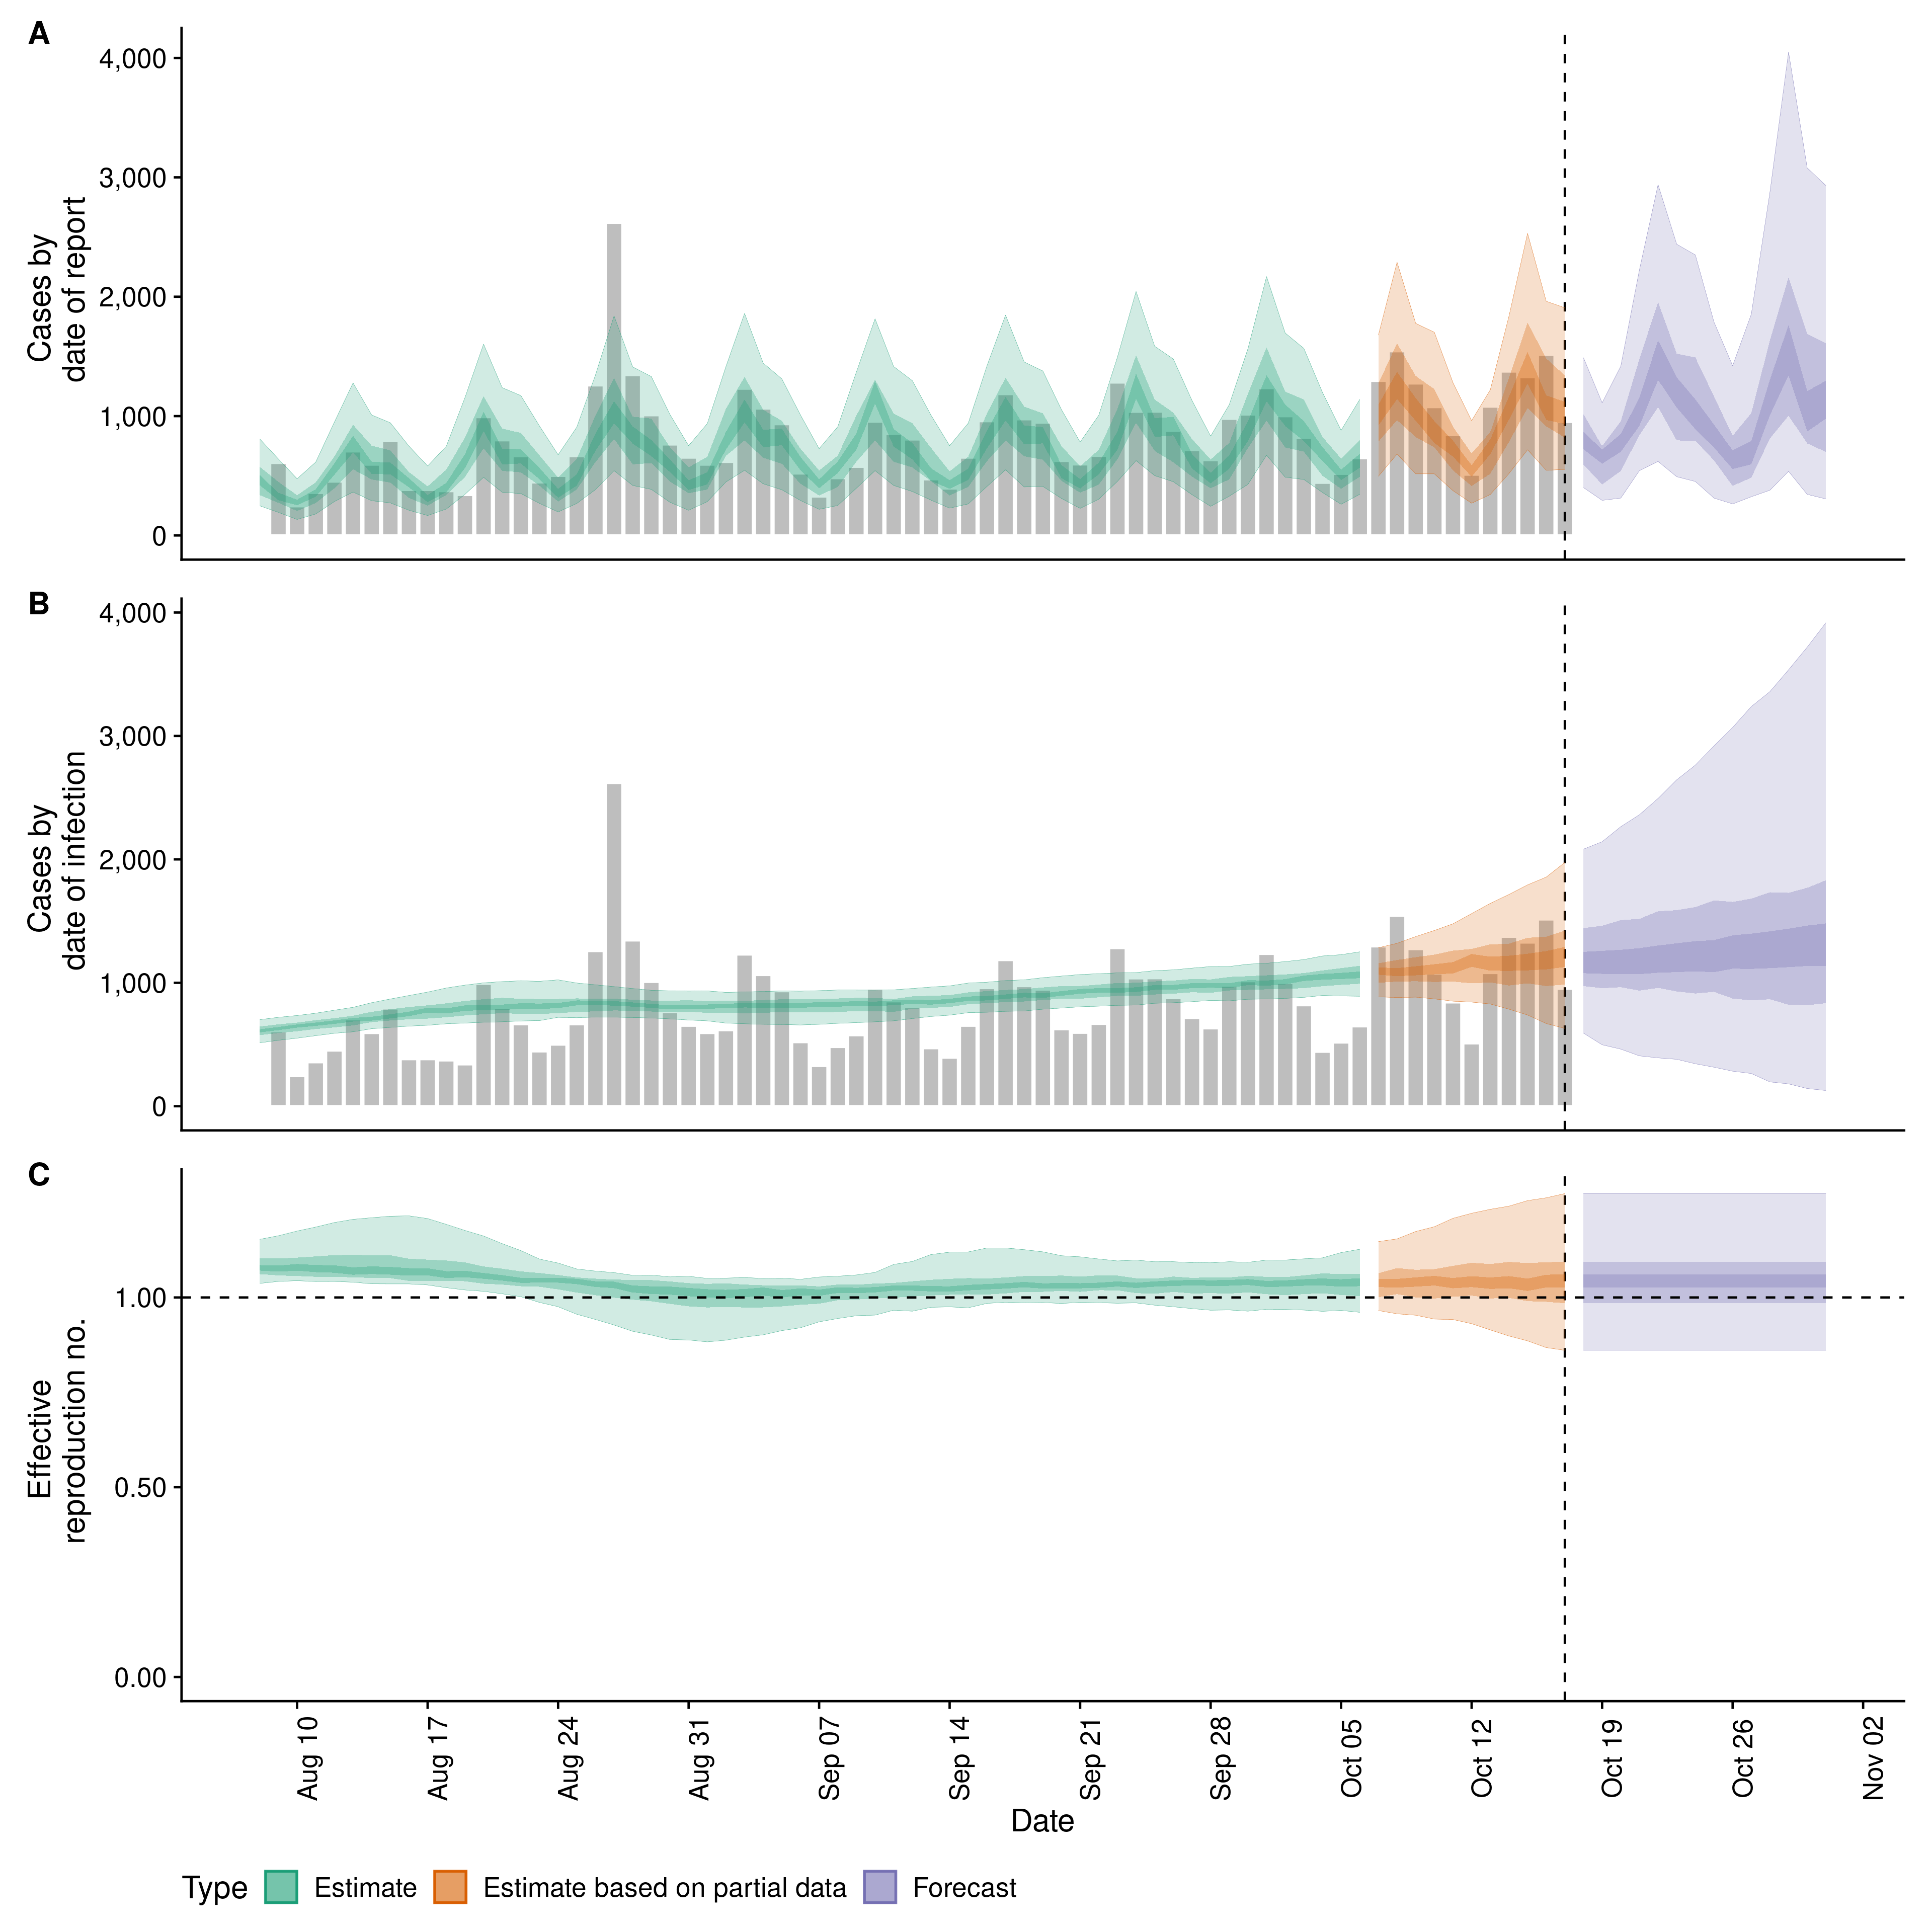 A
4,000
3,000
2,000
1,000
0
Cases by
date of report
B
4,000
3,000
2,000
1,000
0
Cases by
date of infection
C
1.00
0.50
0.00
Effective
reproduction no.
Aug 10
Aug 17
Aug 24
Aug 31
Sep 07
Sep 14
Sep 21
Sep 28
Oct 05
Oct 12
Oct 19
Oct 26
Nov 02
Date
Type
Estimate
Estimate based on partial data
Forecast